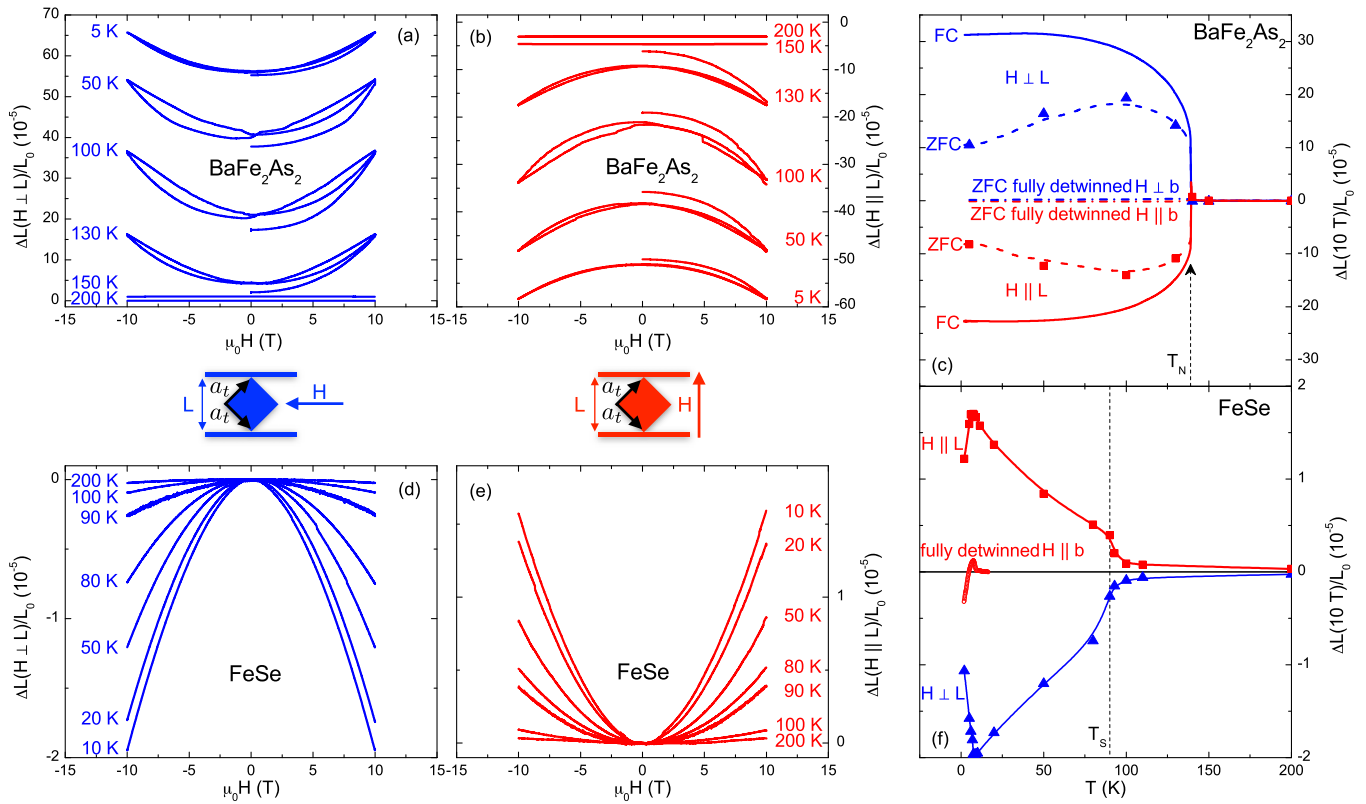 (a)
BaFe2As2
5 K
50 K
100 K
130 K
150 K
200 K
70
60
50
40
30
20
10
0
-15
-10
-5
0
5
10
15
ΔL(H ⊥ L)/L0 (10^-5)
μ0H (T)
(b)
BaFe2As2
200 K
150 K
130 K
100 K
50 K
5 K
0
-10
-20
-30
-40
-50
-60
-15
-10
-5
0
5
10
15
ΔL(H || L)/L0 (10^-5)
μ0H (T)
BaFe2As2
FC
H ⊥ L
ZFC
ZFC fully detwinned H ⊥ b
ZFC fully detwinned H || b
ZFC
H || L
FC
(c)
TN
30
20
10
0
-10
-20
-30
ΔL(10 T)/L0 (10^-5)
L
at
at
H
L
at
at
H
(d)
FeSe
200 K
100 K
90 K
80 K
50 K
20 K
10 K
0
-1
-2
-15
-10
-5
0
5
10
15
ΔL(H ⊥ L)/L0 (10^-5)
μ0H (T)
(e)
FeSe
10 K
20 K
50 K
80 K
90 K
100 K
200 K
1
0
-15
-10
-5
0
5
10
15
ΔL(H || L)/L0 (10^-5)
μ0H (T)
FeSe
H || L
fully detwinned H || b
H ⊥ L
(f)
TS
2
1
0
-1
-2
0
50
100
150
200
ΔL(10 T)/L0 (10^-5)
T (K)